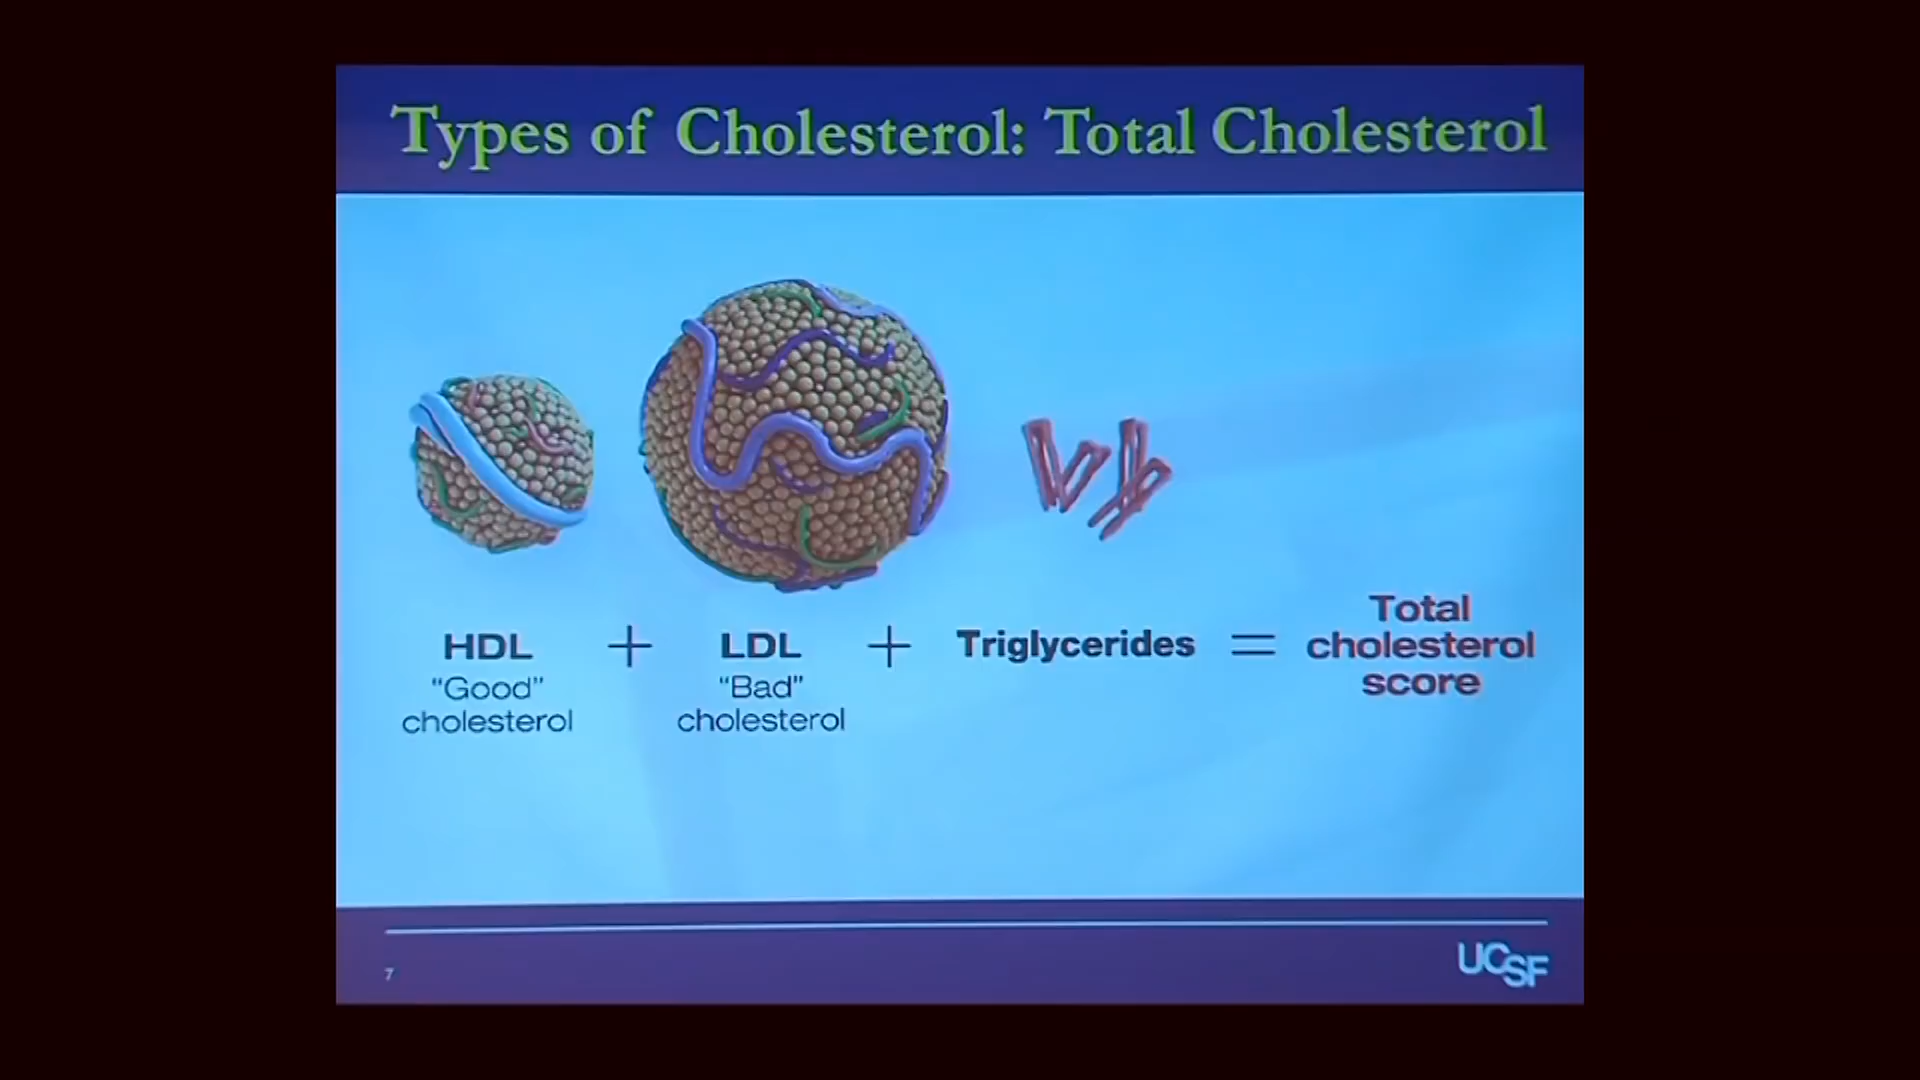 Types of Cholesterol: Total Cholesterol
HDL
“Good”
cholesterol
+
LDL
“Bad”
cholesterol
+
Triglycerides
=
Total
cholesterol
score
7
UCSF